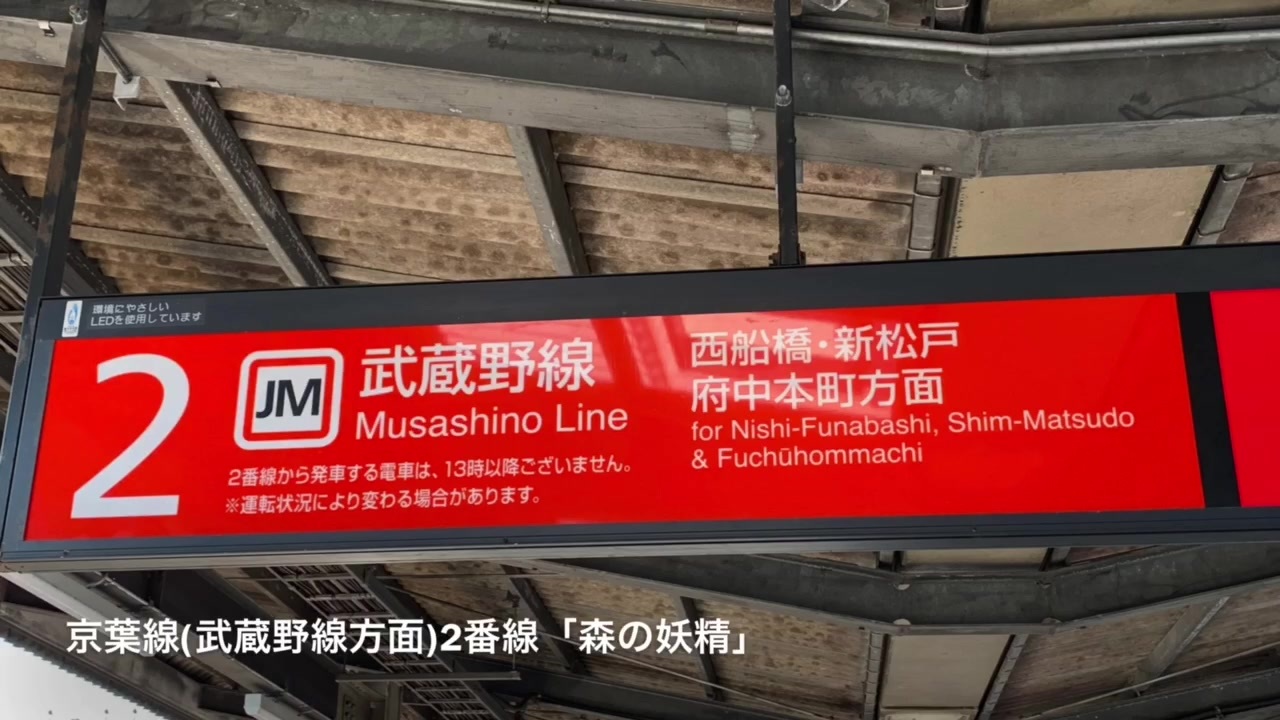 環境にやさしい
LEDを使用しています
2
JM
武蔵野線
Musashino Line
2番線から発車する電車は、13時以降ございません。
※運転状況により変わる場合があります。
西船橋・新松戸
府中本町方面
for Nishi-Funabashi, Shim-Matsudo
& Fuchūhommachi
京葉線(武蔵野線方面)2番線「森の妖精」